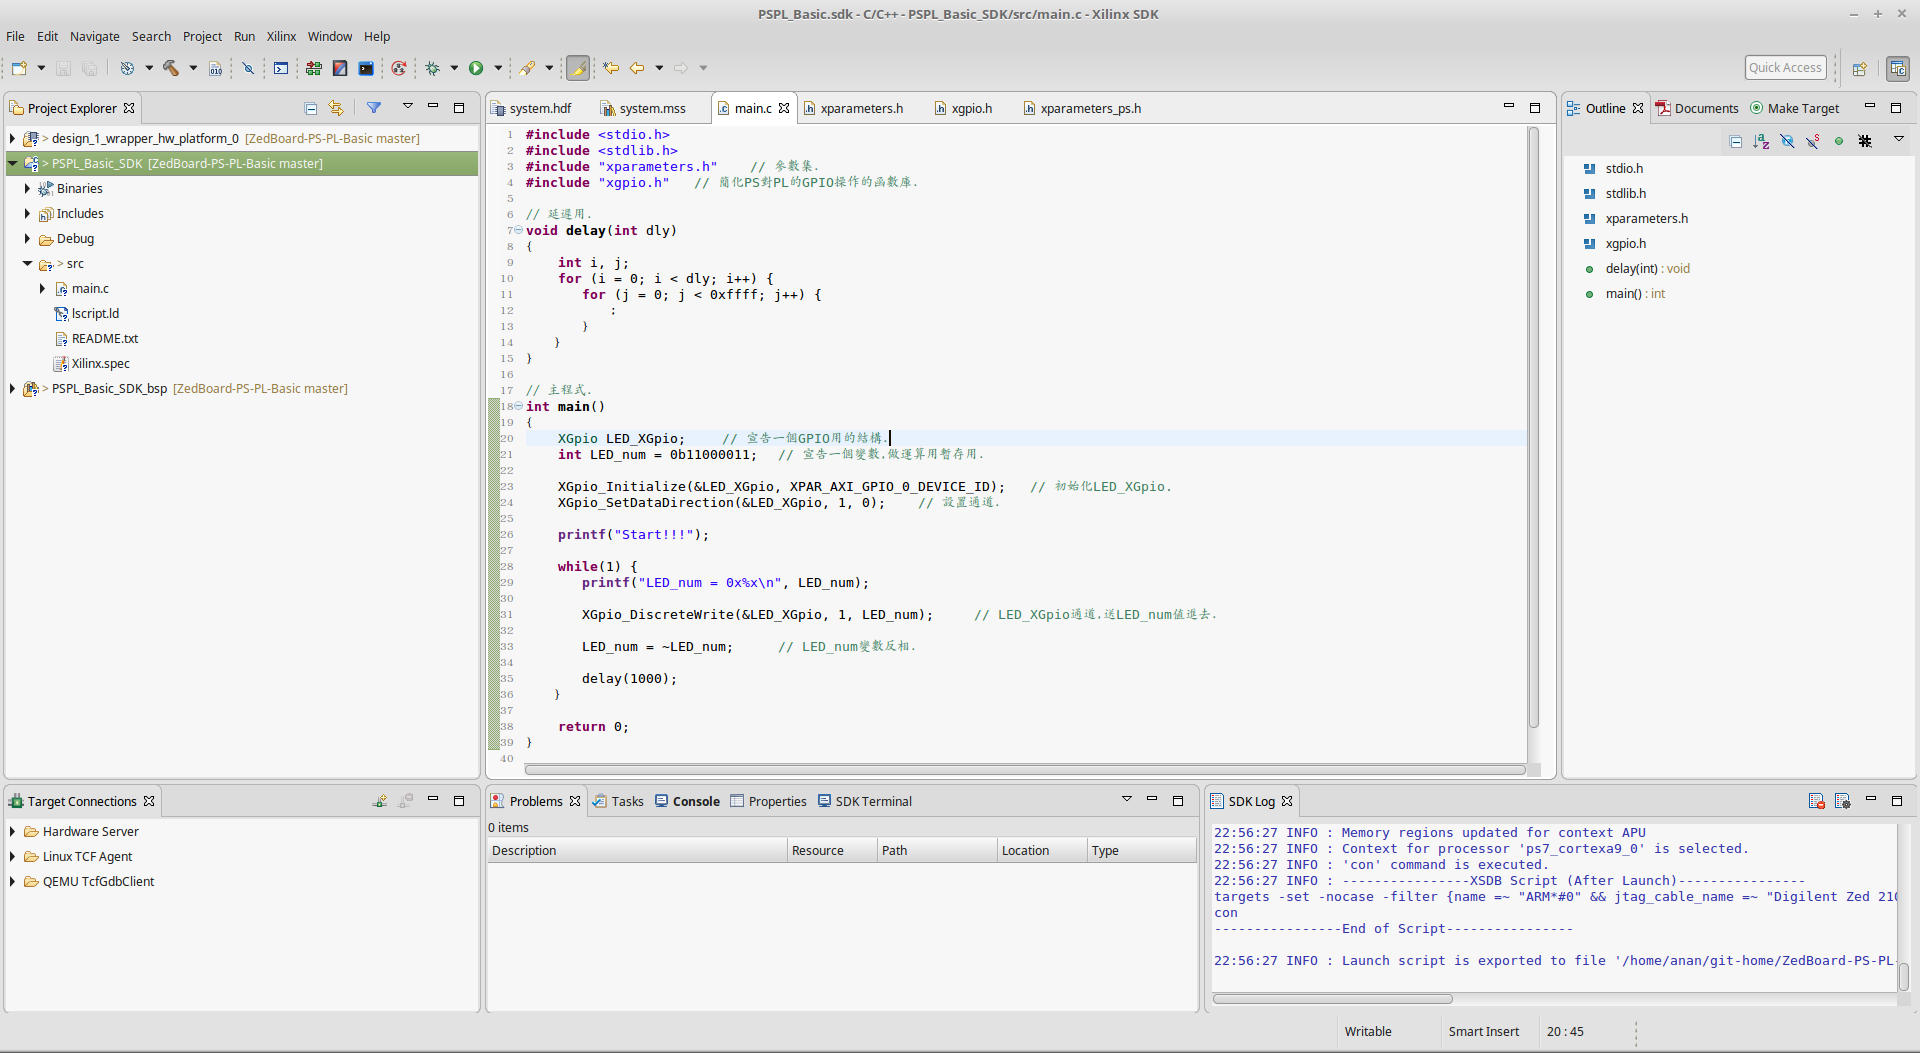 PSPL_Basic.sdk - C/C++ - PSPL_Basic_SDK/src/main.c - Xilinx SDK
File Edit Navigate Search Project Run Xilinx Window Help
Quick Access
Project Explorer
> design_1_wrapper_hw_platform_0 [ZedBoard-PS-PL-Basic master]
> PSPL_Basic_SDK [ZedBoard-PS-PL-Basic master]
Binaries
Includes
Debug
> src
main.c
lscript.ld
README.txt
Xilinx.spec
> PSPL_Basic_SDK_bsp [ZedBoard-PS-PL-Basic master]
system.hdf system.mss main.c xparameters.h xgpio.h xparameters_ps.h
1 #include <stdio.h>
2 #include <stdlib.h>
3 #include "xparameters.h" // 參數集.
4 #include "xgpio.h" // 簡化PS對PL的GPIO操作的函數庫.
5
6 // 延遲用.
7 void delay(int dly)
8 {
9 int i, j;
10 for (i = 0; i < dly; i++) {
11 for (j = 0; j < 0xffff; j++) {
12 ;
13 }
14 }
15 }
16
17 // 主程式.
18 int main()
19 {
20 XGpio LED_XGpio; // 宣告一個GPIO用的結構.
21 int LED_num = 0b11000011; // 宣告一個變數,做運算用暫存用.
22
23 XGpio_Initialize(&LED_XGpio, XPAR_AXI_GPIO_0_DEVICE_ID); // 初始化LED_XGpio.
24 XGpio_SetDataDirection(&LED_XGpio, 1, 0); // 設置通道.
25
26 printf("Start!!!");
27
28 while(1) {
29 printf("LED_num = 0x%x\n", LED_num);
30
31 XGpio_DiscreteWrite(&LED_XGpio, 1, LED_num); // LED_XGpio通道,送LED_num值進去.
32
33 LED_num = ~LED_num; // LED_num變數反相.
34
35 delay(1000);
36 }
37
38 return 0;
39 }
40
Outline Documents Make Target
stdio.h
stdlib.h
xparameters.h
xgpio.h
delay(int) : void
main() : int
Target Connections
Hardware Server
Linux TCF Agent
QEMU TcfGdbClient
Problems Tasks Console Properties SDK Terminal
0 items
Description Resource Path Location Type
SDK Log
22:56:27 INFO : Memory regions updated for context APU
22:56:27 INFO : Context for processor 'ps7_cortexa9_0' is selected.
22:56:27 INFO : 'con' command is executed.
22:56:27 INFO : ----------------XSDB Script (After Launch)----------------
targets -set -nocase -filter {name =~ "ARM*#0" && jtag_cable_name =~ "Digilent Zed 210
con
----------------End of Script----------------
22:56:27 INFO : Launch script is exported to file '/home/anan/git-home/ZedBoard-PS-PL-
Writable Smart Insert 20 : 45